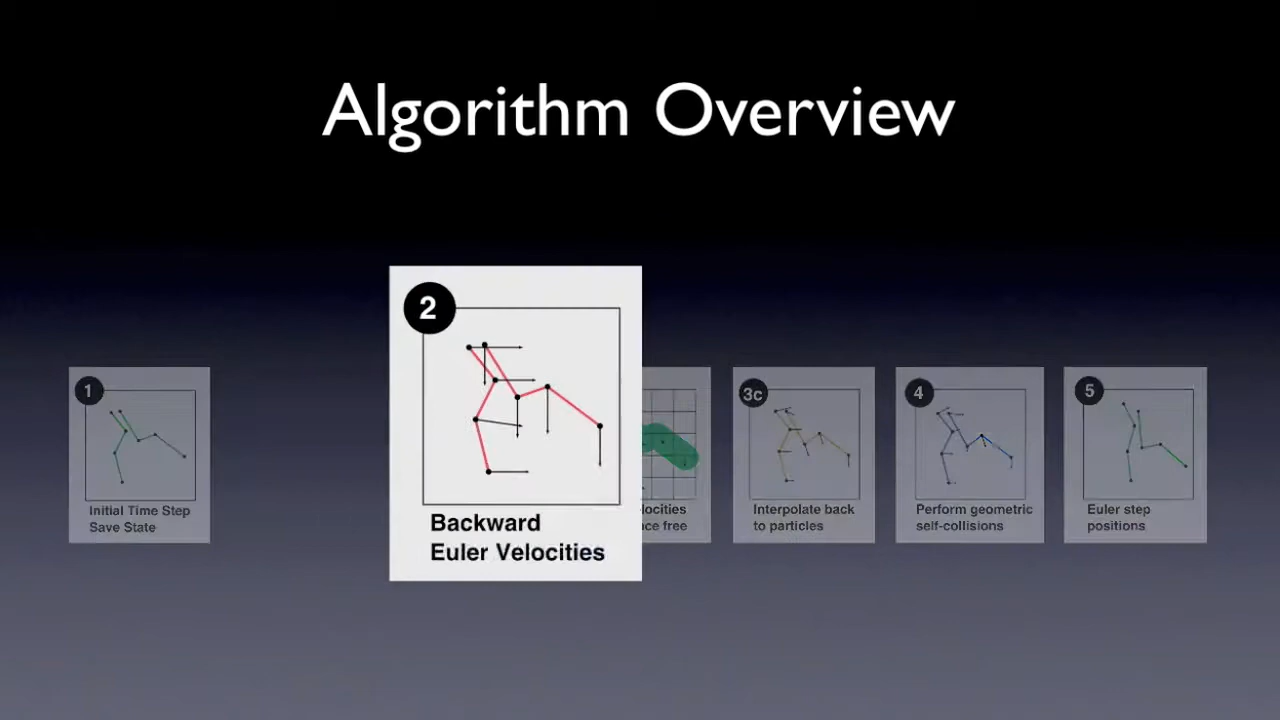 Algorithm Overview
1
Initial Time Step
Save State
2
Backward
Euler Velocities
3c
Interpolate back
to particles
4
Perform geometric
self-collisions
5
Euler step
positions